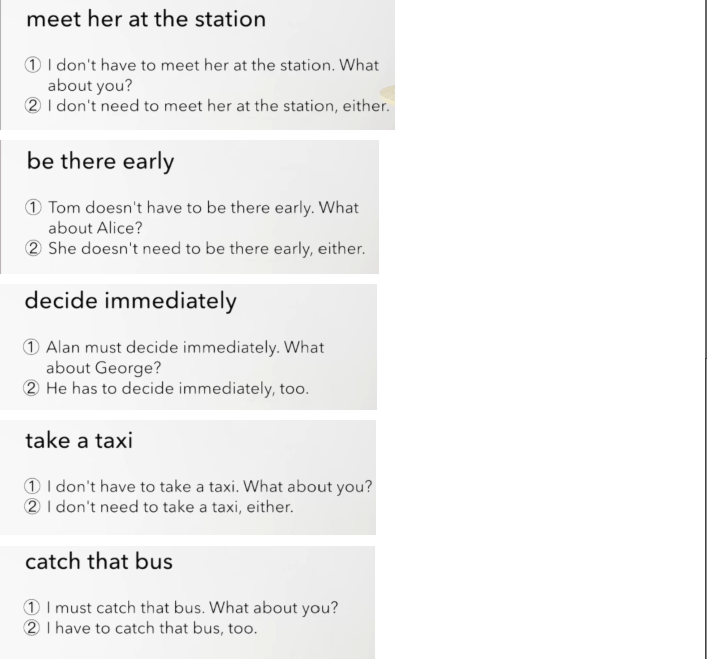 meet her at the station
① I don't have to meet her at the station. What
about you?
② I don't need to meet her at the station, either.
be there early
① Tom doesn't have to be there early. What
about Alice?
② She doesn't need to be there early, either.
decide immediately
① Alan must decide immediately. What
about George?
② He has to decide immediately, too.
take a taxi
① I don't have to take a taxi. What about you?
② I don't need to take a taxi, either.
catch that bus
① I must catch that bus. What about you?
② I have to catch that bus, too.